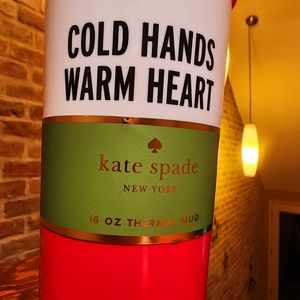 COLD HANDS
WARM HEART
kate spade
NEW YORK
16 OZ THERMAL MUG